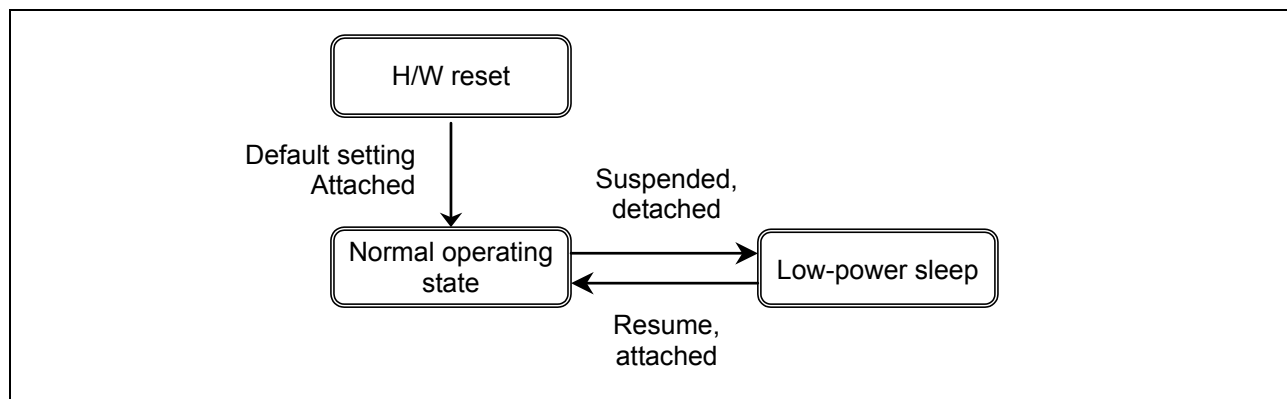 H/W reset
Default setting
Attached
Suspended,
detached
Normal operating
state
Low-power sleep
Resume,
attached